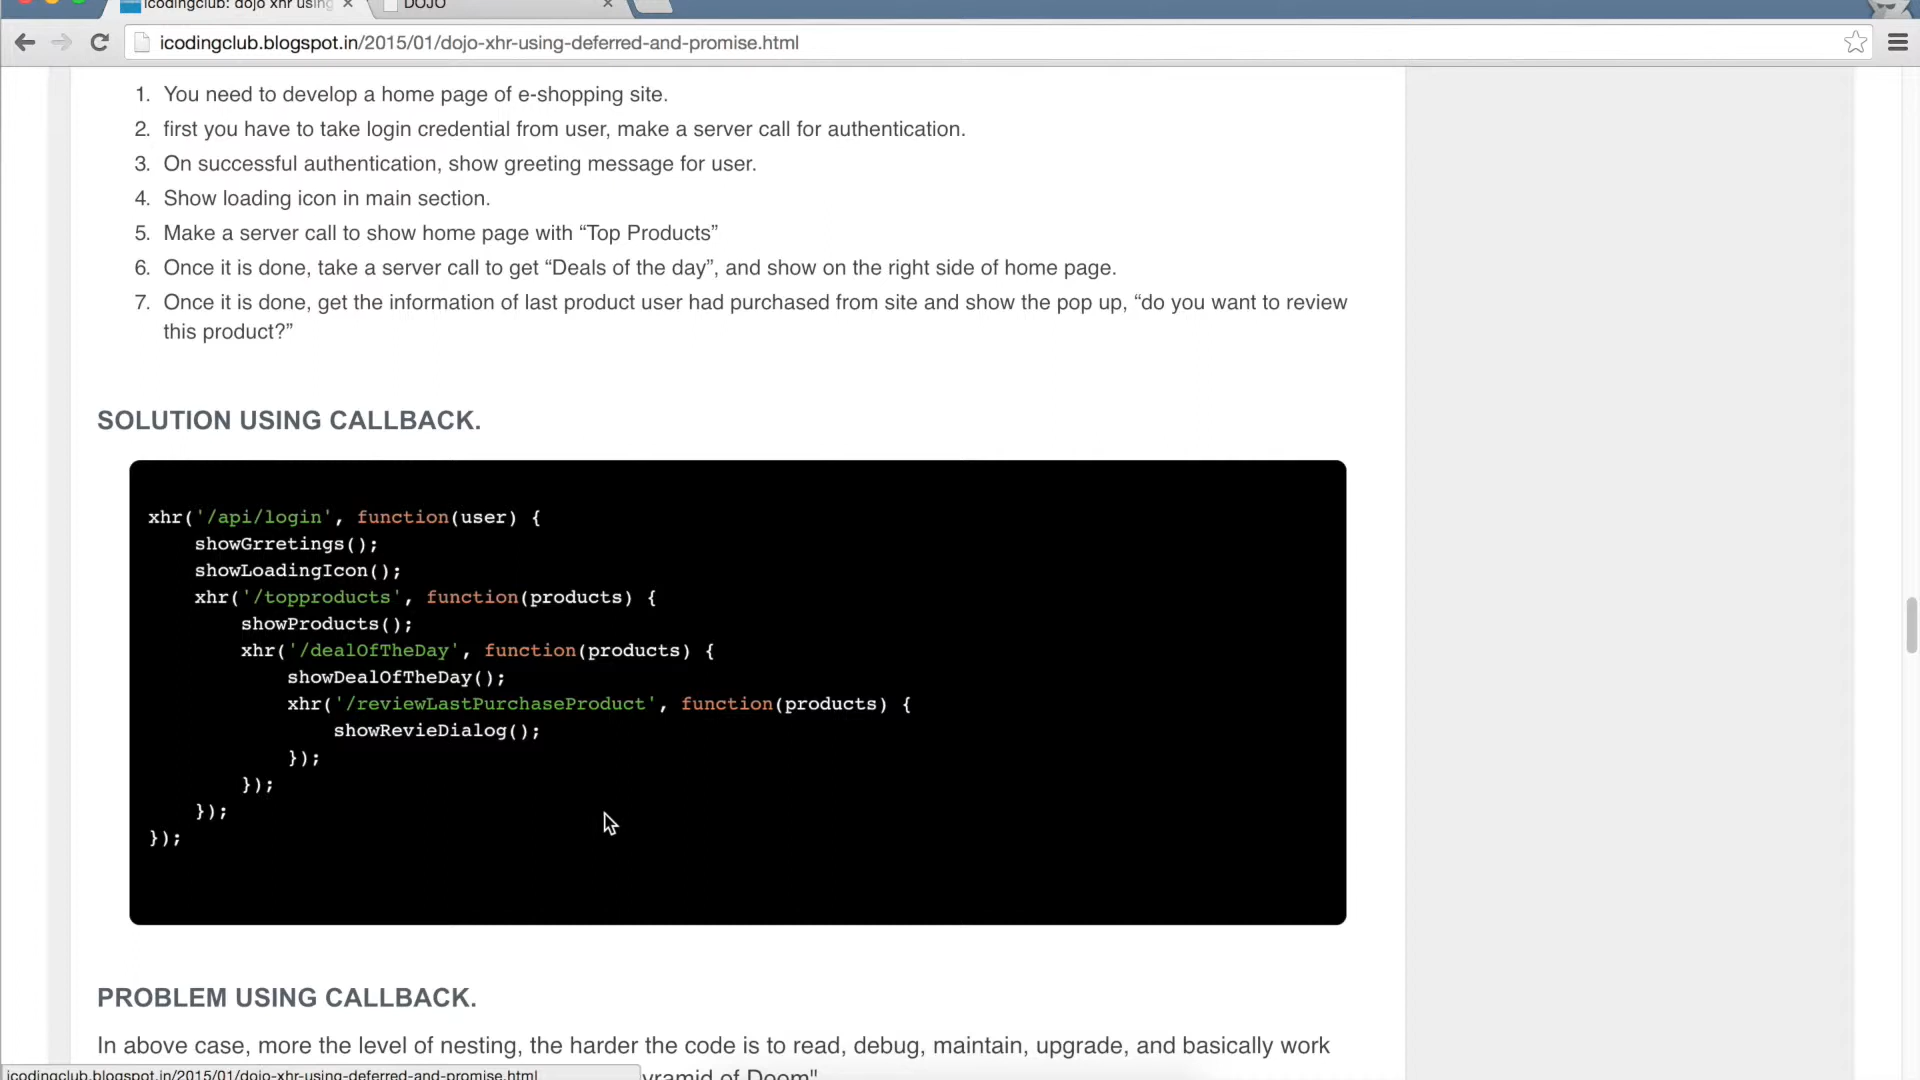 icodingclub: dojo xhr using
DOJO
icodingclub.blogspot.in/2015/01/dojo-xhr-using-deferred-and-promise.html
1. You need to develop a home page of e-shopping site.
2. first you have to take login credential from user, make a server call for authentication.
3. On successful authentication, show greeting message for user.
4. Show loading icon in main section.
5. Make a server call to show home page with “Top Products”
6. Once it is done, take a server call to get “Deals of the day”, and show on the right side of home page.
7. Once it is done, get the information of last product user had purchased from site and show the pop up, “do you want to review
this product?”
SOLUTION USING CALLBACK.
xhr('/api/login', function(user) {
showGrretings();
showLoadingIcon();
xhr('/topproducts', function(products) {
showProducts();
xhr('/dealOfTheDay', function(products) {
showDealOfTheDay();
xhr('/reviewLastPurchaseProduct', function(products) {
showRevieDialog();
});
});
});
});
PROBLEM USING CALLBACK.
In above case, more the level of nesting, the harder the code is to read, debug, maintain, upgrade, and basically work
icodingclub.blogspot.in/2015/01/dojo-xhr-using-deferred-and-promise.html
yramid of Doom"